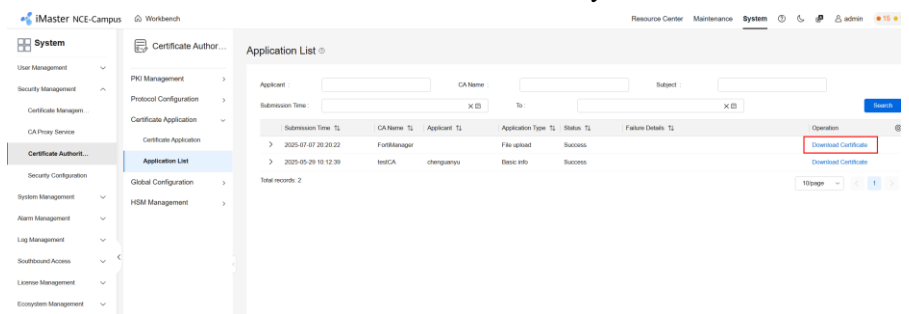 iMaster NCE-Campus Workbench Resource Center Maintenance System admin 15
System
User Management
Security Management
Certificate Managem...
CA Proxy Service
Certificate Authorit...
Security Configuration
System Management
Alarm Management
Log Management
Southbound Access
License Management
Ecosystem Management
Certificate Author...
PKI Management
Protocol Configuration
Certificate Application
Certificate Application
Application List
Global Configuration
HSM Management
Application List
Applicant : CA Name : Subject :
Submission Time : To : Search
Submission Time CA Name Applicant Application Type Status Failure Details Operation
2025-07-07 20:20:22 FortiManager File upload Success Download Certificate
2025-05-29 10:12:39 testCA chenguanyu Basic info Success Download Certificate
Total records: 2 10/page 1